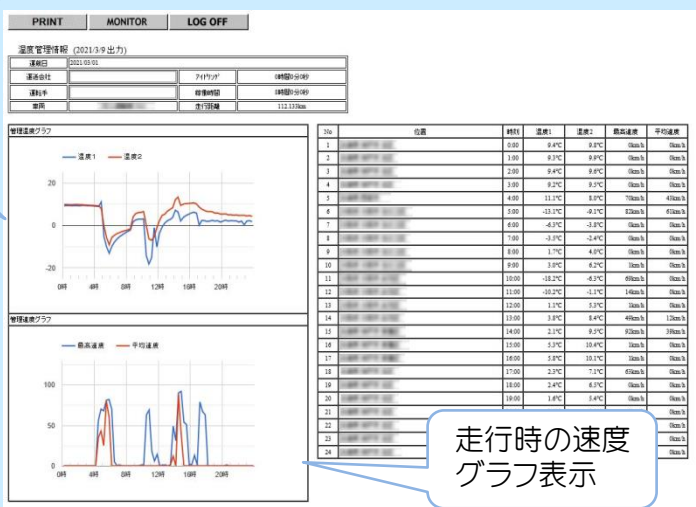 PRINT MONITOR LOG OFF
温度管理情報 (2021/3/9 出力)
運搬日 2021/03/01
運送会社 アイドリング 0時間0分0秒
運転手 稼働時間 0時間0分0秒
車両 走行距離 112.133km
管理温度グラフ
温度1 温度2
20
0
-20
0時 4時 8時 12時 16時 20時
管理速度グラフ
最高速度 平均速度
100
50
0
0時 4時 8時 12時 16時 20時
No 位置 時刻 温度1 温度2 最高速度 平均速度
1 0:00 9.4℃ 9.8℃ 0km/h 0km/h
2 1:00 9.3℃ 9.9℃ 0km/h 0km/h
3 2:00 9.4℃ 9.6℃ 0km/h 0km/h
4 3:00 9.2℃ 9.5℃ 0km/h 0km/h
5 4:00 11.1℃ 8.0℃ 70km/h 43km/h
6 5:00 -13.1℃ -9.1℃ 82km/h 61km/h
7 6:00 -6.3℃ -3.8℃ 0km/h 0km/h
8 7:00 -3.3℃ -2.4℃ 0km/h 0km/h
9 8:00 1.7℃ 4.0℃ 0km/h 0km/h
10 9:00 3.0℃ 6.2℃ 1km/h 0km/h
11 10:00 -18.2℃ -6.5℃ 69km/h 0km/h
12 11:00 -10.2℃ -1.1℃ 14km/h 0km/h
13 12:00 1.1℃ 5.3℃ 1km/h 0km/h
14 13:00 3.8℃ 8.4℃ 49km/h 12km/h
15 14:00 2.1℃ 9.5℃ 92km/h 39km/h
16 15:00 5.3℃ 10.4℃ 1km/h 0km/h
17 16:00 5.8℃ 10.1℃ 1km/h 0km/h
18 17:00 2.3℃ 7.1℃ 63km/h 0km/h
19 18:00 2.4℃ 6.5℃ 0km/h 0km/h
20 19:00 1.6℃ 5.4℃ 0km/h 0km/h
21 0km/h
22 0km/h
23 0km/h
24 0km/h
走行時の速度
グラフ表示